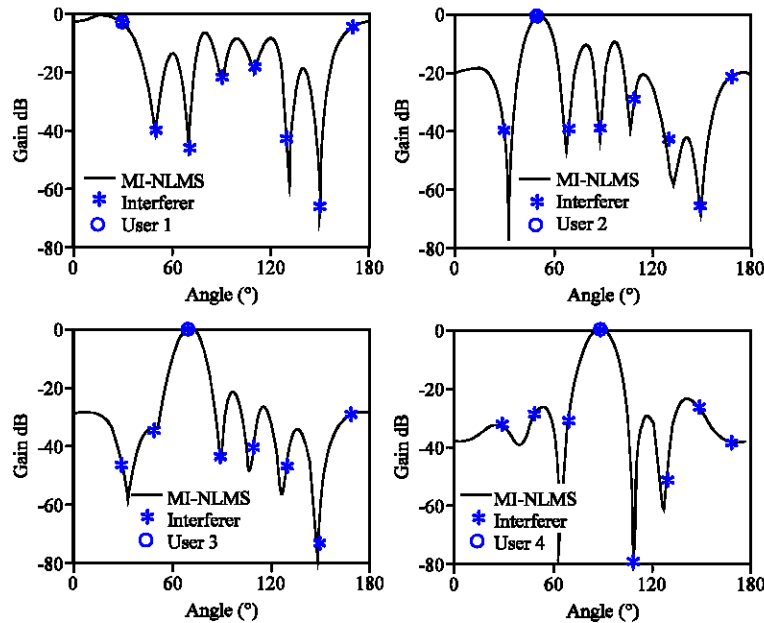 0
-20
-40
-60
-80
Gain dB
MI-NLMS
Interferer
User 1
0 60 120 180
Angle (°)
0
-20
-40
-60
-80
Gain dB
MI-NLMS
Interferer
User 2
0 60 120 180
Angle (°)
0
-20
-40
-60
-80
Gain dB
MI-NLMS
Interferer
User 3
0 60 120 180
Angle (°)
0
-20
-40
-60
-80
Gain dB
MI-NLMS
Interferer
User 4
0 60 120 180
Angle (°)